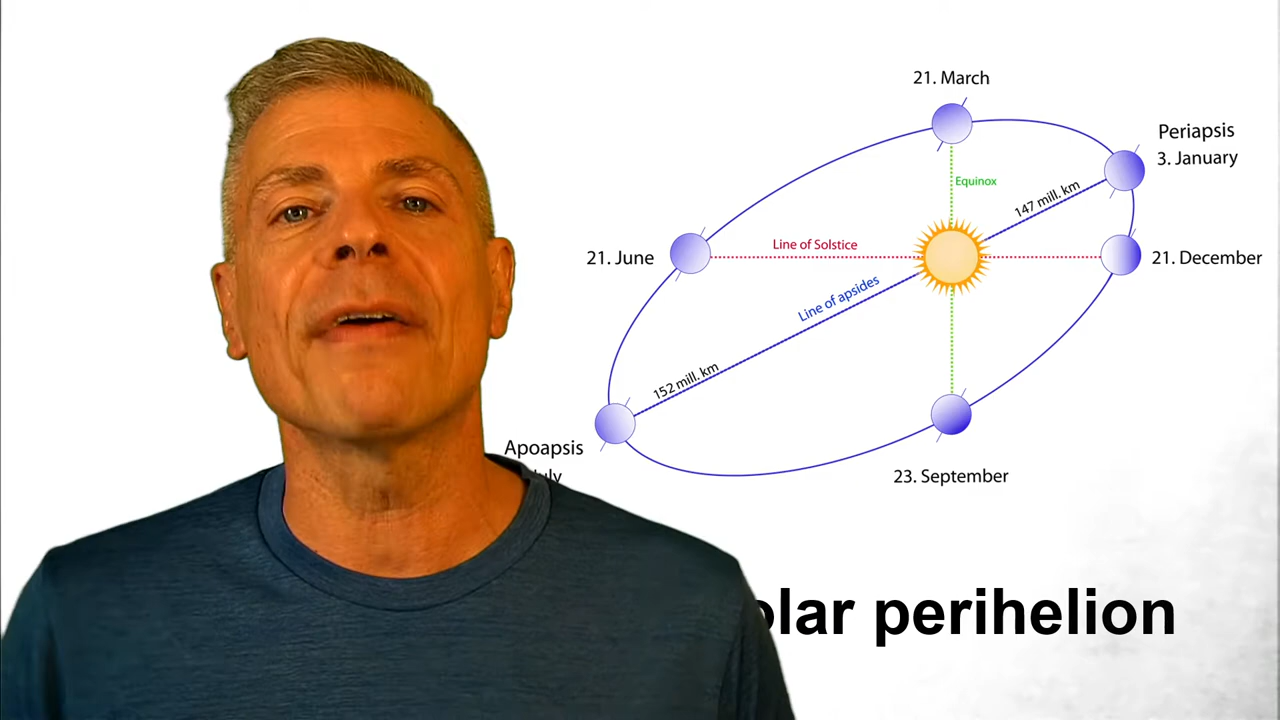 21. March
Periapsis
3. January
Equinox
147 mill. km
Line of Solstice
21. June
21. December
Line of apsides
152 mill. km
Apoapsis
23. September
perihelion